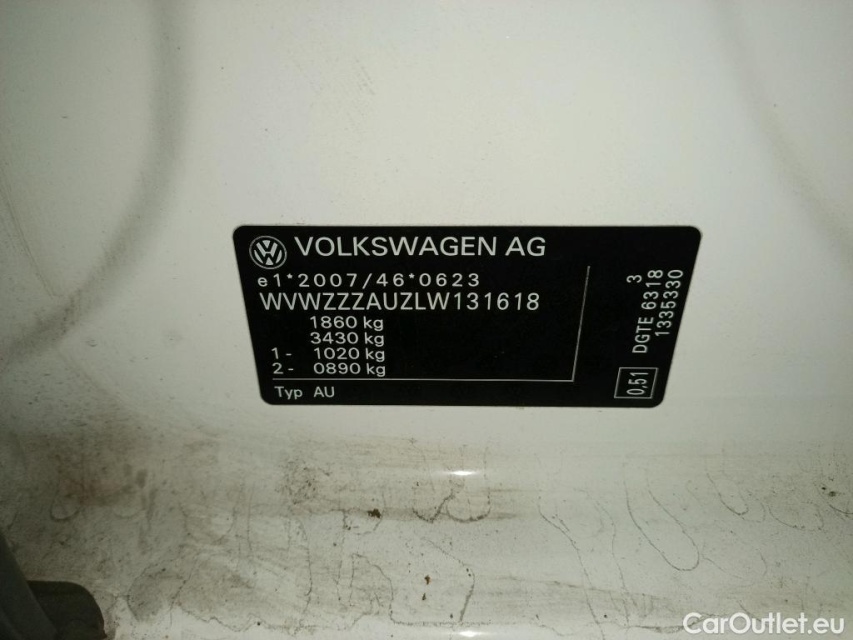 VOLKSWAGEN AG
e1*2007/46*0623
WVWZZZAUZLW131618
1860 kg
3430 kg
1- 1020 kg
2- 0890 kg
Typ AU
3
DGTE 6318
1335330
0,51
CarOutlet.eu